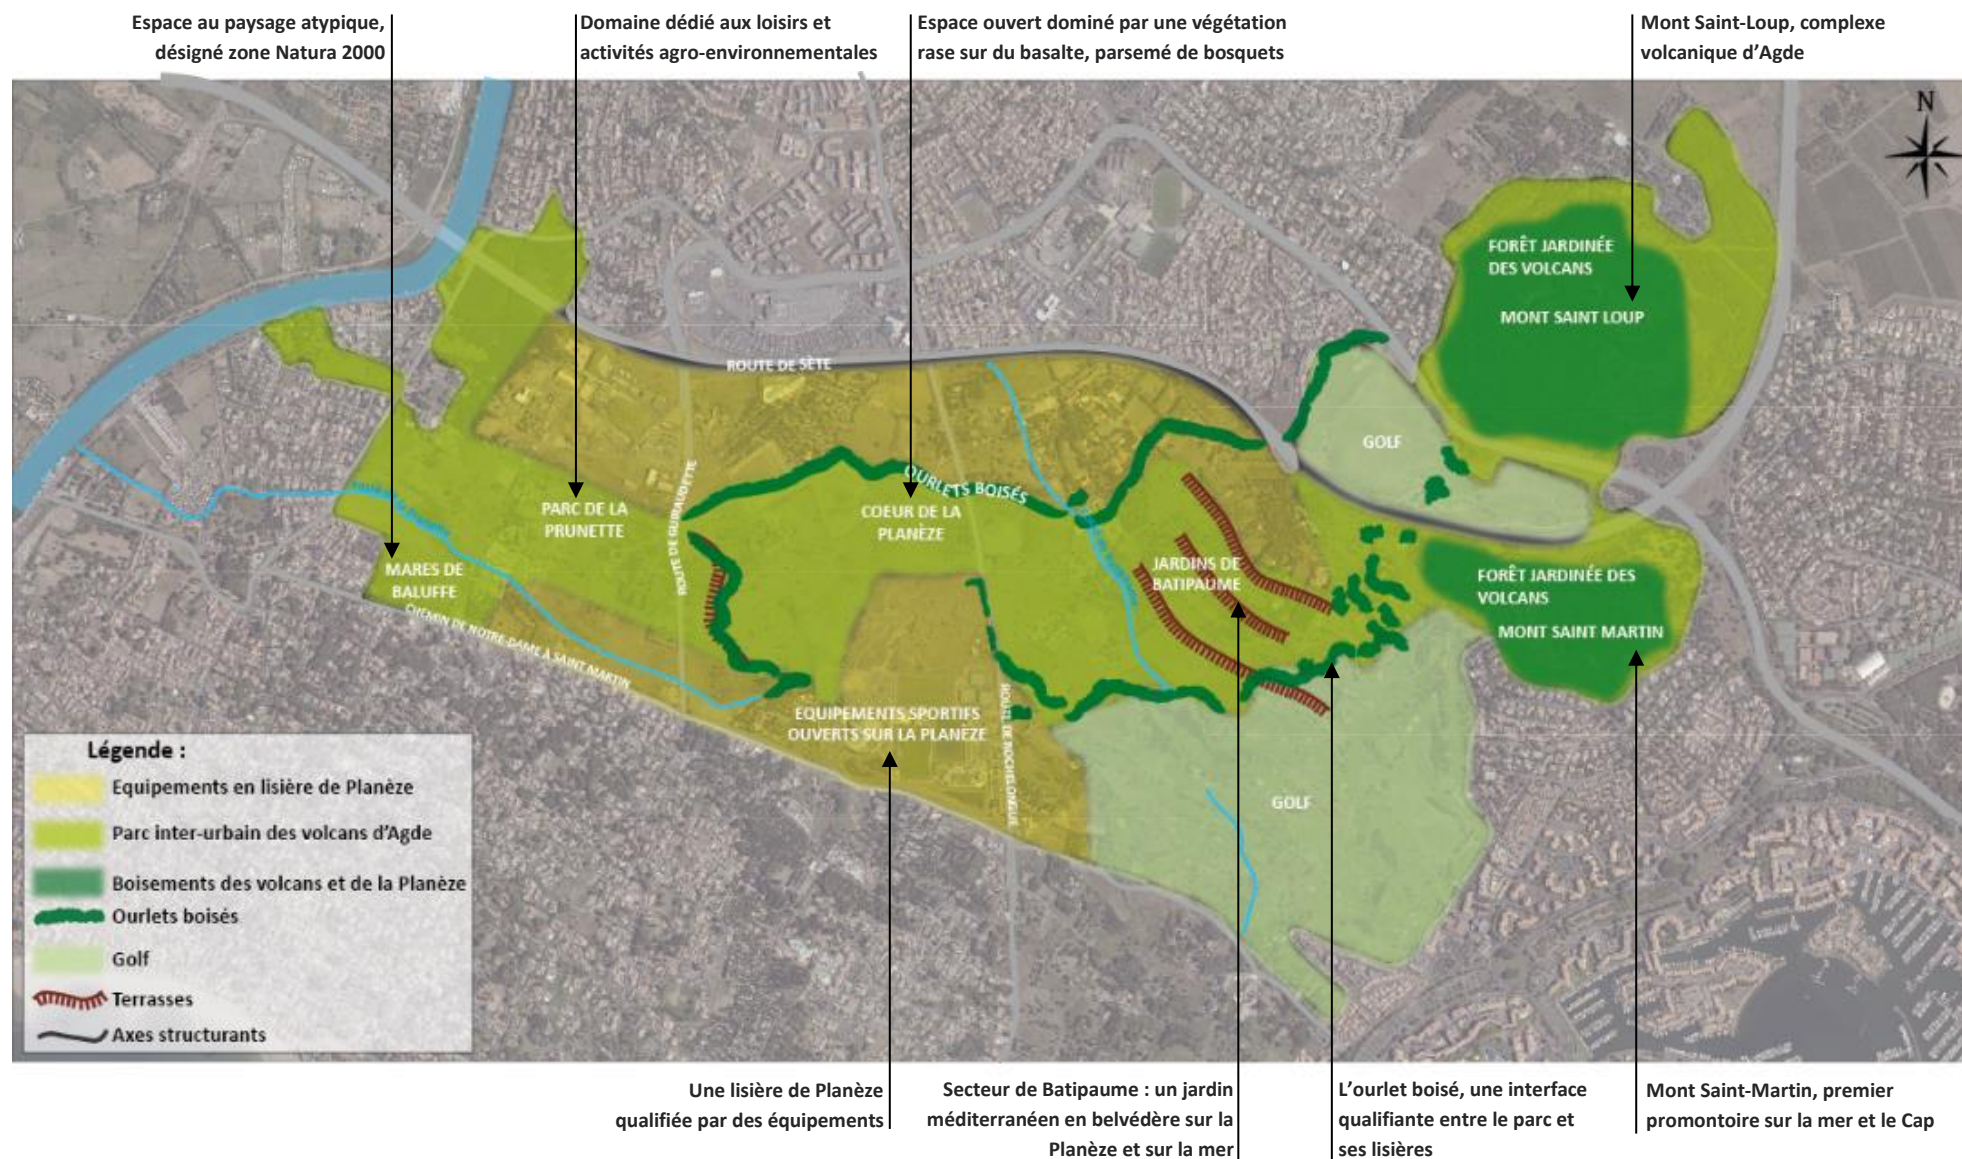 Espace au paysage atypique,
désigné zone Natura 2000
Domaine dédié aux loisirs et
activités agro-environnementales
Espace ouvert dominé par une végétation
rase sur du basalte, parsemé de bosquets
Mont Saint-Loup, complexe
volcanique d’Agde
N
FORÊT JARDINÉE
DES VOLCANS
MONT SAINT LOUP
ROUTE DE SÈTE
GOLF
OURLETS BOISÉS
ROUTE DE GUIRAUDETTE
PARC DE LA
PRUNETTE
COEUR DE LA
PLANÈZE
MARES DE
BALUFFE
JARDINS DE
BATIPAUME
FORÊT JARDINÉE DES
VOLCANS
MONT SAINT MARTIN
CHEMIN DE NOTRE-DAME À SAINT MARTIN
EQUIPEMENTS SPORTIFS
OUVERTS SUR LA PLANÈZE
ROUTE DE ROCHELONGUE
GOLF
Légende :
Equipements en lisière de Planèze
Parc inter-urbain des volcans d’Agde
Boisements des volcans et de la Planèze
Ourlets boisés
Golf
Terrasses
Axes structurants
Une lisière de Planèze
qualifiée par des équipements
Secteur de Batipaume : un jardin
méditerranéen en belvédère sur la
Planèze et sur la mer
L’ourlet boisé, une interface
qualifiante entre le parc et
ses lisières
Mont Saint-Martin, premier
promontoire sur la mer et le Cap